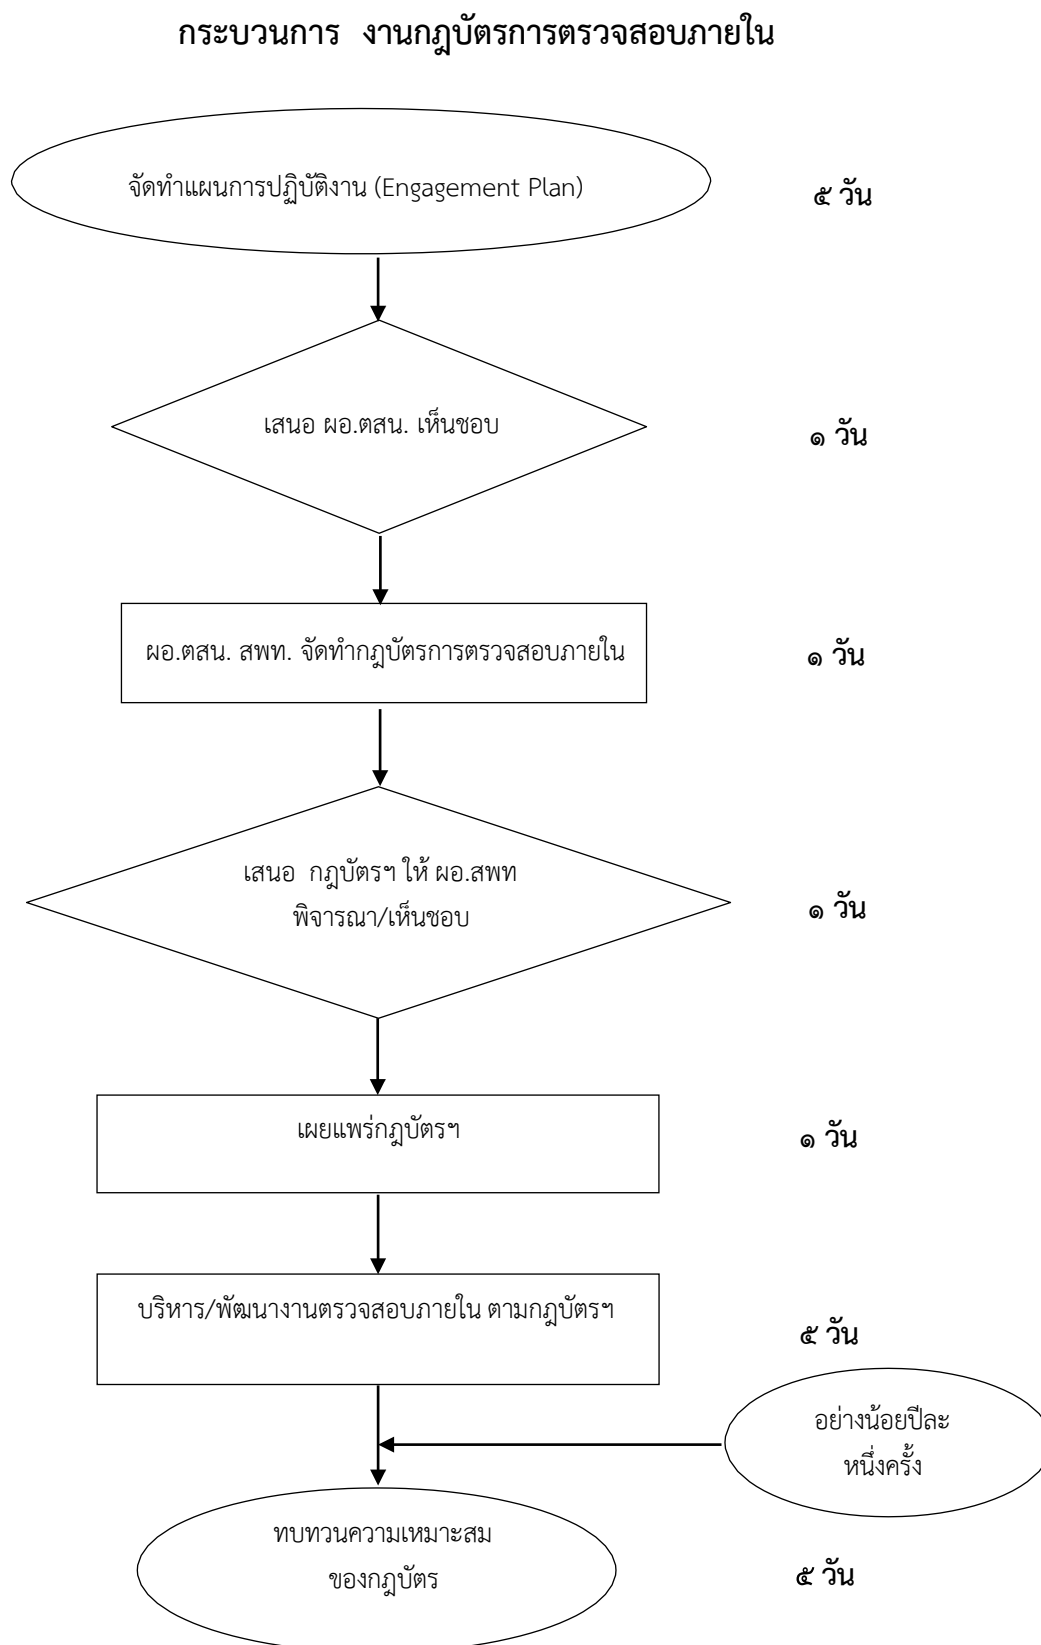 กระบวนการ งานกฎบัตรการตรวจสอบภายใน
จัดทำแผนการปฏิบัติงาน (Engagement Plan)
๕ วัน
เสนอ ผอ.ตสน. เห็นชอบ
๑ วัน
ผอ.ตสน. สพท. จัดทำกฎบัตรการตรวจสอบภายใน
๑ วัน
เสนอ กฎบัตรฯ ให้ ผอ.สพท
พิจารณา/เห็นชอบ
๑ วัน
เผยแพร่กฎบัตรฯ
๑ วัน
บริหาร/พัฒนางานตรวจสอบภายใน ตามกฎบัตรฯ
๕ วัน
อย่างน้อยปีละ
หนึ่งครั้ง
ทบทวนความเหมาะสม
ของกฎบัตร
๕ วัน